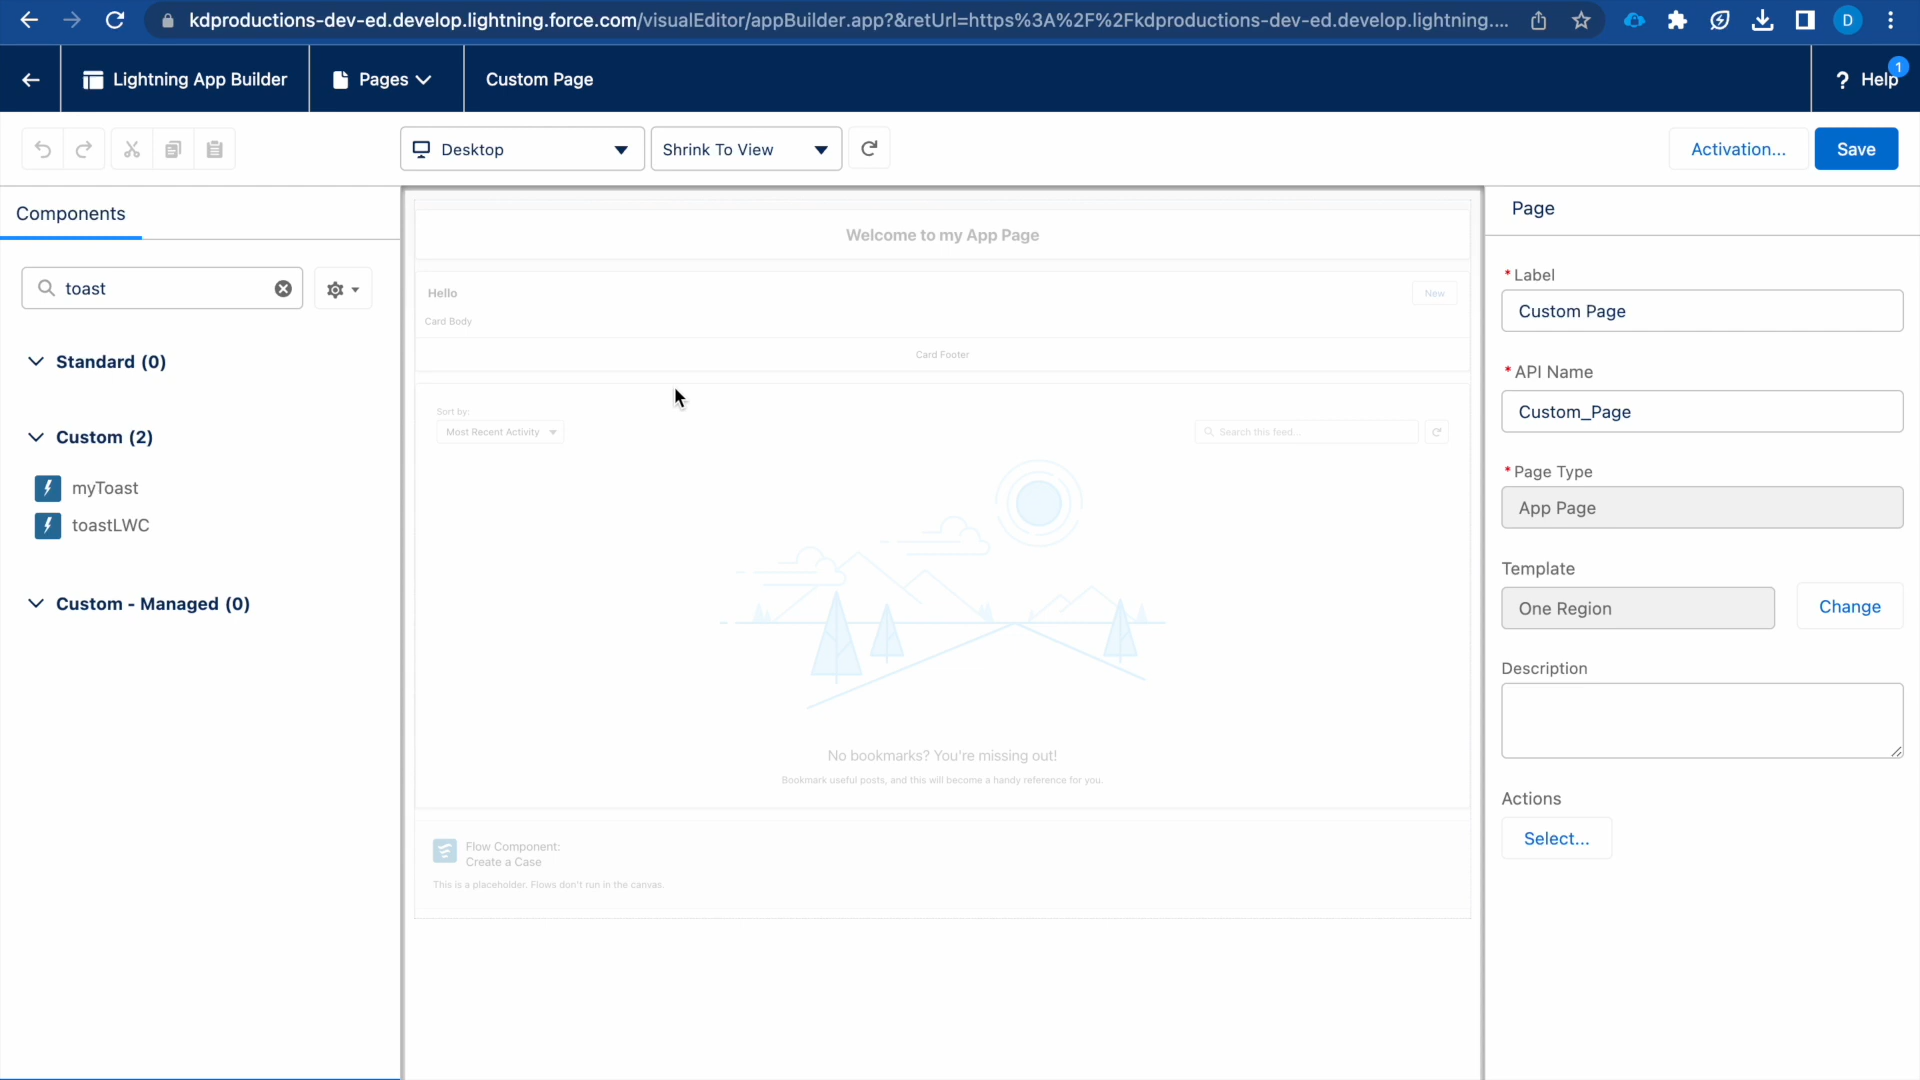 kdproductions-dev-ed.develop.lightning.force.com/visualEditor/appBuilder.app?&retUrl=https%3A%2F%2Fkdproductions-dev-ed.develop.lightning....
D
Lightning App Builder
Pages
Custom Page
? Help
1
Desktop
Shrink To View
Activation...
Save
Components
toast
Standard (0)
Custom (2)
myToast
toastLWC
Custom - Managed (0)
Welcome to my App Page
Hello
New
Card Body
Card Footer
Sort by:
Most Recent Activity
Search this feed...
No bookmarks? You're missing out!
Bookmark useful posts, and this will become a handy reference for you.
Flow Component:
Create a Case
This is a placeholder. Flows don't run in the canvas.
Page
* Label
Custom Page
* API Name
Custom_Page
* Page Type
App Page
Template
One Region
Change
Description
Actions
Select...